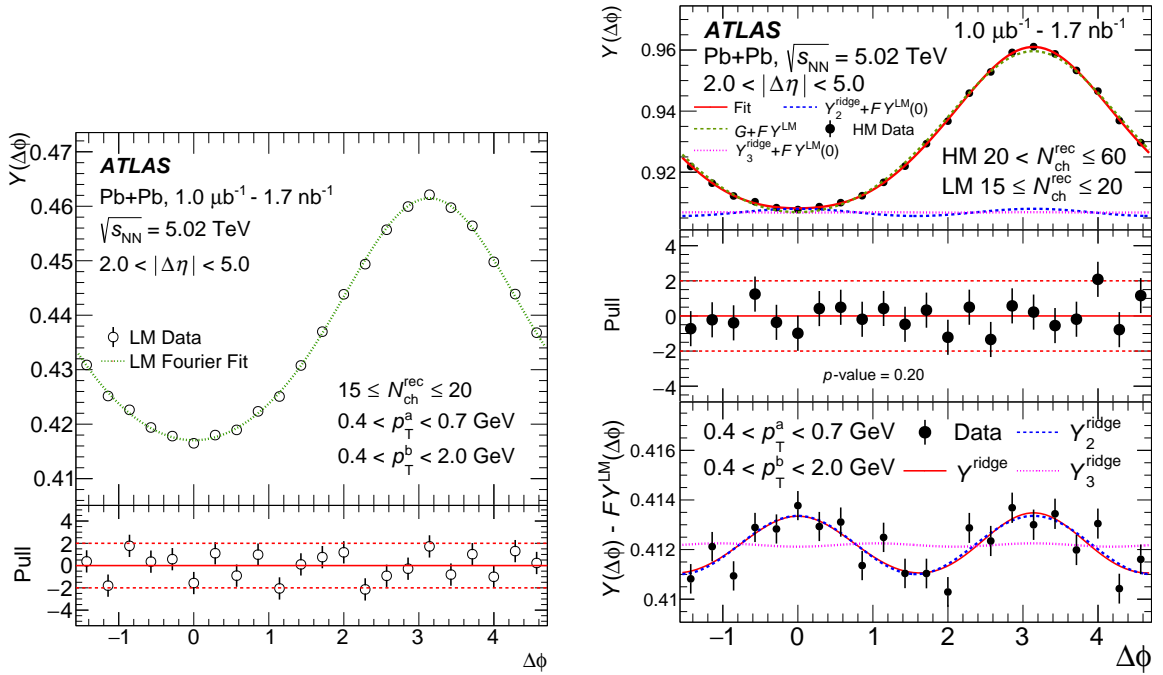 ATLAS
Pb+Pb, 1.0 μb⁻¹ - 1.7 nb⁻¹
√s_NN = 5.02 TeV
2.0 < |Δη| < 5.0
LM Data
LM Fourier Fit
15 ≤ N_ch^rec ≤ 20
0.4 < p_T^a < 0.7 GeV
0.4 < p_T^b < 2.0 GeV
Y(Δϕ)
0.47
0.46
0.45
0.44
0.43
0.42
0.41
Pull
4
2
0
−2
−4
−1 0 1 2 3 4
Δϕ
ATLAS 1.0 μb⁻¹ - 1.7 nb⁻¹
Pb+Pb, √s_NN = 5.02 TeV
2.0 < |Δη| < 5.0
Fit Y_2^ridge+FY^LM(0)
G+FY^LM HM Data
Y_3^ridge+FY^LM(0)
HM 20 < N_ch^rec ≤ 60
LM 15 ≤ N_ch^rec ≤ 20
Y(Δϕ)
0.96
0.94
0.92
Pull
4
2
0
−2
−4
p-value = 0.20
0.4 < p_T^a < 0.7 GeV Data Y_2^ridge
0.4 < p_T^b < 2.0 GeV Y^ridge Y_3^ridge
Y(Δϕ) - FY^LM(Δϕ)
0.416
0.414
0.412
0.41
−1 0 1 2 3 4
Δϕ